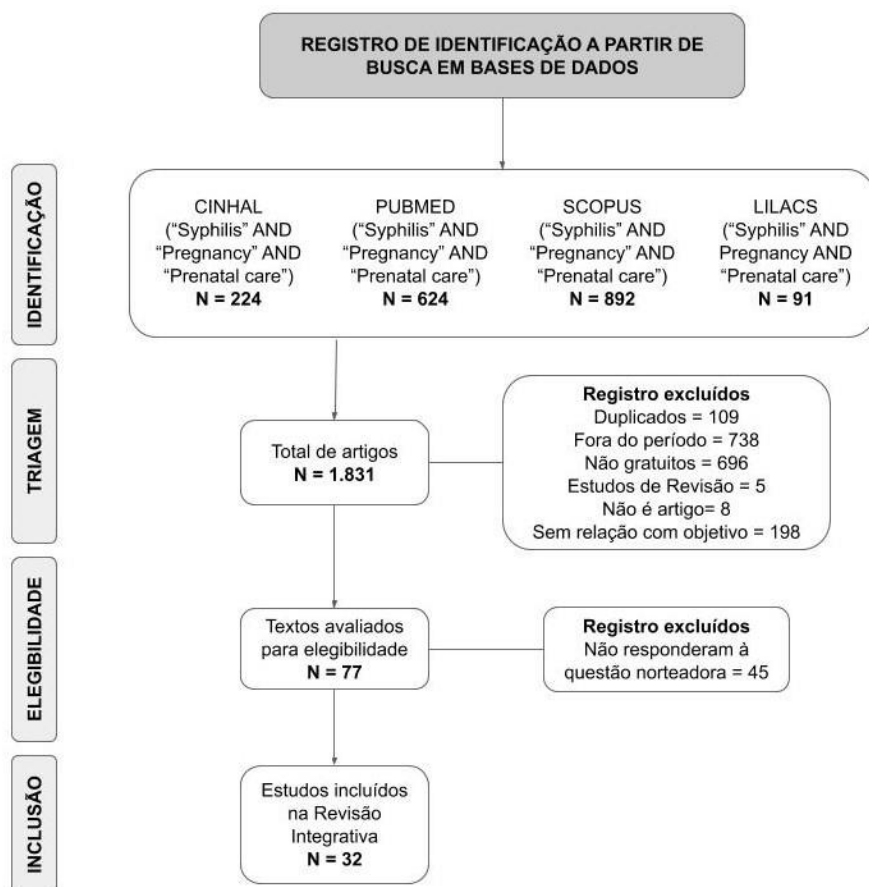 REGISTRO DE IDENTIFICAÇÃO A PARTIR DE
BUSCA EM BASES DE DADOS
IDENTIFICAÇÃO
CINHAL
(“Syphilis” AND
“Pregnancy” AND
“Prenatal care”)
N = 224
PUBMED
(“Syphilis” AND
“Pregnancy” AND
“Prenatal care”)
N = 624
SCOPUS
(“Syphilis” AND
“Pregnancy” AND
“Prenatal care”)
N = 892
LILACS
(“Syphilis” AND
Pregnancy AND
“Prenatal care”)
N = 91
TRIAGEM
Total de artigos
N = 1.831
Registro excluídos
Duplicados = 109
Fora do período = 738
Não gratuitos = 696
Estudos de Revisão = 5
Não é artigo= 8
Sem relação com objetivo = 198
ELEGIBILIDADE
Textos avaliados
para elegibilidade
N = 77
Registro excluídos
Não responderam à
questão norteadora = 45
INCLUSÃO
Estudos incluídos
na Revisão
Integrativa
N = 32